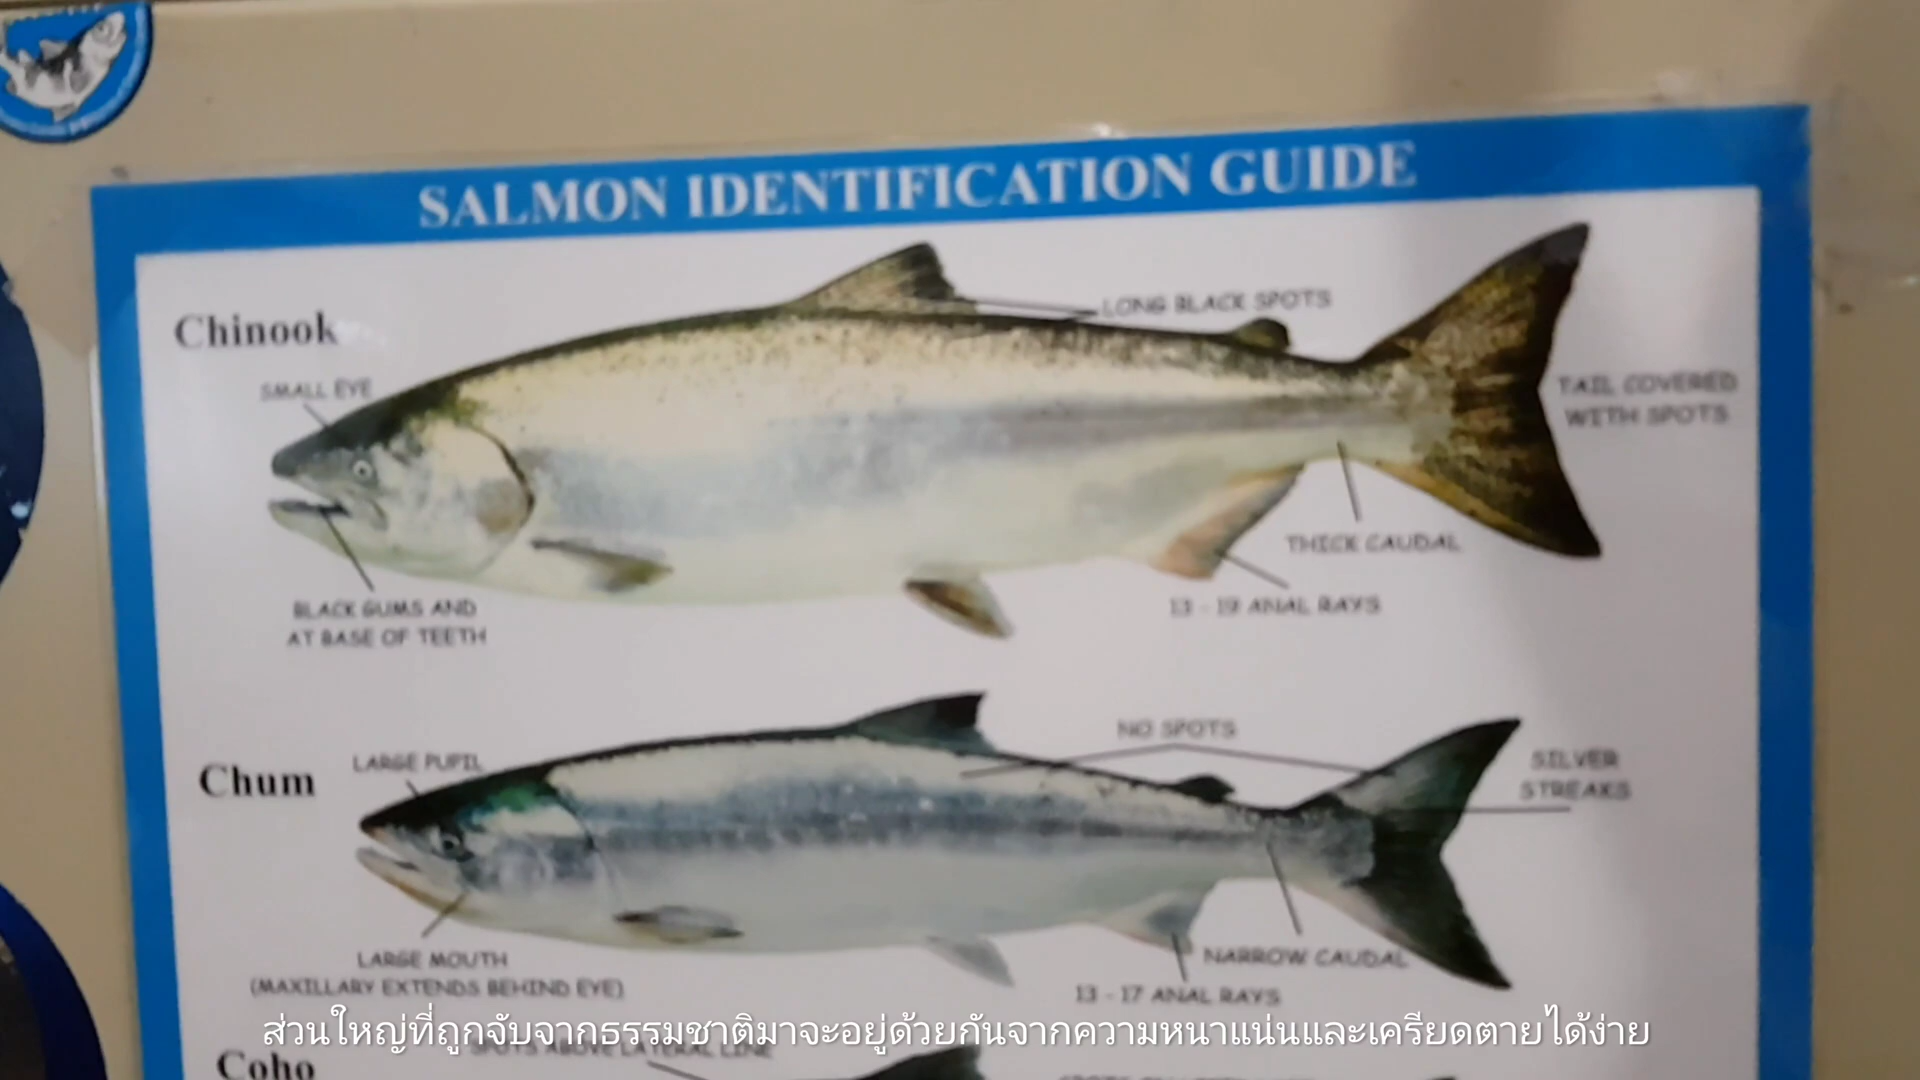 SALMON IDENTIFICATION GUIDE
Chinook
LONG BLACK SPOTS
SMALL EYE
TAIL COVERED
WITH SPOTS
THICK CAUDAL
13 - 19 ANAL RAYS
BLACK GUMS AND
AT BASE OF TEETH
NO SPOTS
Chum
LARGE PUPIL
SILVER
STREAKS
LARGE MOUTH
(MAXILLARY EXTENDS BEHIND EYE)
NARROW CAUDAL
13 - 17 ANAL RAYS
ส่วนใหญ่ที่ถูกจับจากธรรมชาติมาจะอยู่ด้วยกันจากความหนาแน่นและเครียดตายได้ง่าย
SPOTS ABOVE LATERAL LINE
Coho